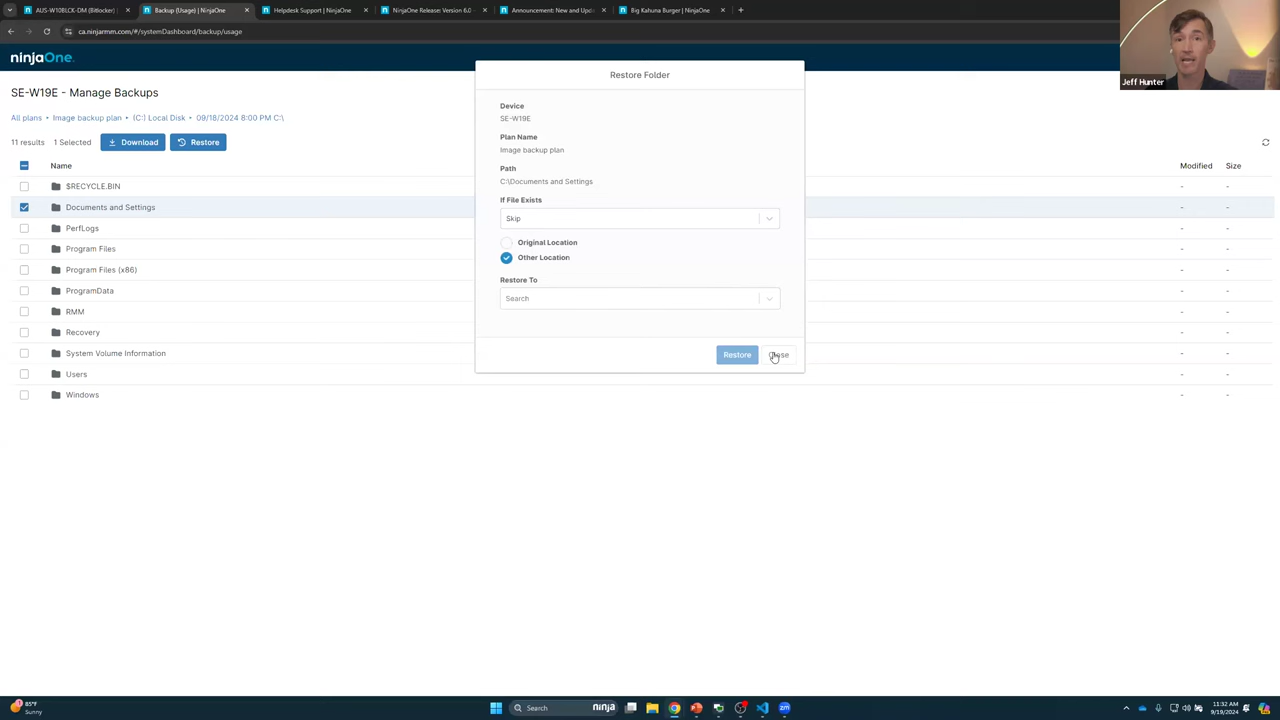 AUS-W10BLCK-DM (Bitlocker)
Backup (Usage) | NinjaOne
Helpdesk Support | NinjaOne
NinjaOne Release: Version 6.0
Announcement: New and Upd
Big Kahuna Burger | NinjaOne
ca.ninjarmm.com/#/systemDashboard/backup/usage
Jeff Hunter
ninjaOne
SE-W19E - Manage Backups
All plans • Image backup plan • (C:) Local Disk • 09/18/2024 8:00 PM C:\
11 results 1 Selected Download Restore
Name Modified Size
$RECYCLE.BIN - -
Documents and Settings - -
PerfLogs - -
Program Files - -
Program Files (x86) - -
ProgramData - -
RMM - -
Recovery - -
System Volume Information - -
Users - -
Windows - -
Restore Folder
Device
SE-W19E
Plan Name
Image backup plan
Path
C:\Documents and Settings
If File Exists
Skip
Original Location
Other Location
Restore To
Search
Restore Close
85°F
Sunny
Search
ninja
zm
11:32 AM
9/19/2024